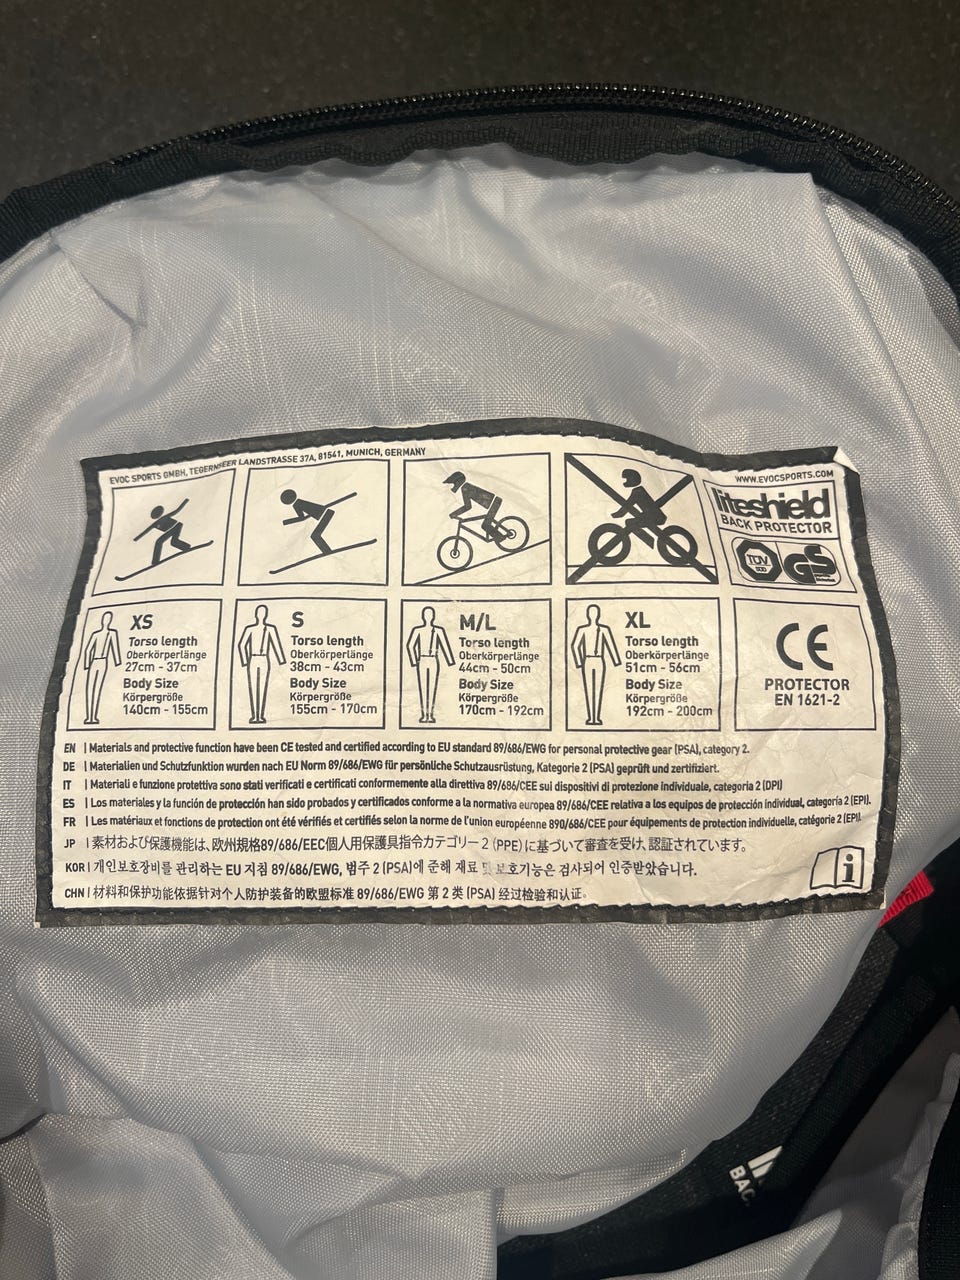 EVOC SPORTS GMBH, TEGERNSEER LANDSTRASSE 37A, 81541, MUNICH, GERMANY
WWW.EVOCSPORTS.COM
liteshield
BACK PROTECTOR
TÜV
SÜD
GS
XS
Torso length
Oberkörperlänge
27cm - 37cm
Body Size
Körpergröße
140cm - 155cm
S
Torso length
Oberkörperlänge
38cm - 43cm
Body Size
Körpergröße
155cm - 170cm
M/L
Torso length
Oberkörperlänge
44cm - 50cm
Body Size
Körpergröße
170cm - 192cm
XL
Torso length
Oberkörperlänge
51cm - 56cm
Body Size
Körpergröße
192cm - 200cm
CE
PROTECTOR
EN 1621-2
EN | Materials and protective function have been CE tested and certified according to EU standard 89/686/EWG for personal protective gear (PSA), category 2.
DE | Materialien und Schutzfunktion wurden nach EU Norm 89/686/EWG für persönliche Schutzausrüstung, Kategorie 2 (PSA) geprüft und zertifiziert.
IT | Materiali e funzione protettiva sono stati verificati e certificati conformemente alla direttiva 89/686/CEE sui dispositivi di protezione individuale, categoria 2 (DPI)
ES | Los materiales y la función de protección han sido probados y certificados conforme a la normativa europea 89/686/CEE relativa a los equipos de protección individual, categoría 2 (EPI).
FR | Les matériaux et fonctions de protection ont été vérifiés et certifiés selon la norme de l'union européenne 890/686/CEE pour équipements de protection individuelle, catégorie 2 (EPI).
JP | 素材および保護機能は、欧州規格89/686/EEC個人用保護具指令カテゴリー2 (PPE) に基づいて審査を受け、認証されています。
KOR | 개인보호장비를 관리하는 EU 지침 89/686/EWG, 범주 2 (PSA)에 준해 재료 및 보호기능은 검사되어 인증받았습니다.
CHN | 材料和保护功能依据针对个人防护装备的欧盟标准 89/686/EWG 第 2 类 (PSA) 经过检验和认证。
i
BAC